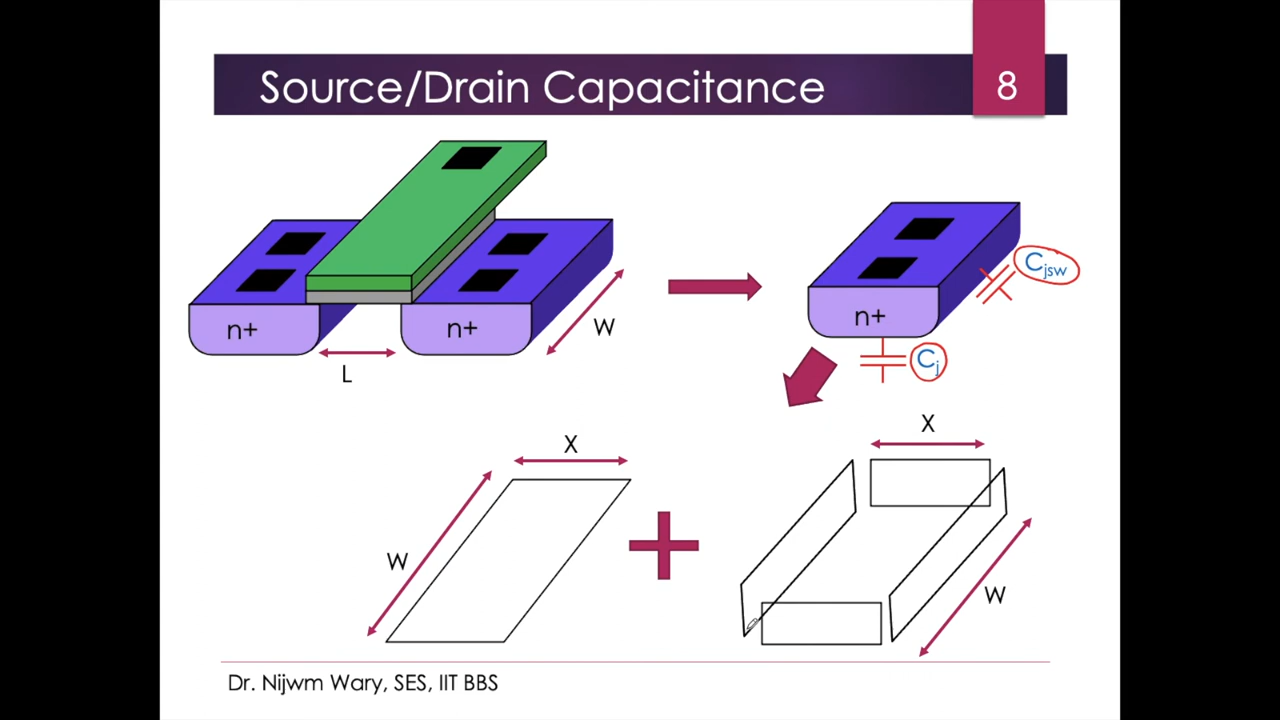 Source/Drain Capacitance
8
n+
n+
L
W
n+
Cjsw
Cj
X
W
X
W
Dr. Nijwm Wary, SES, IIT BBS